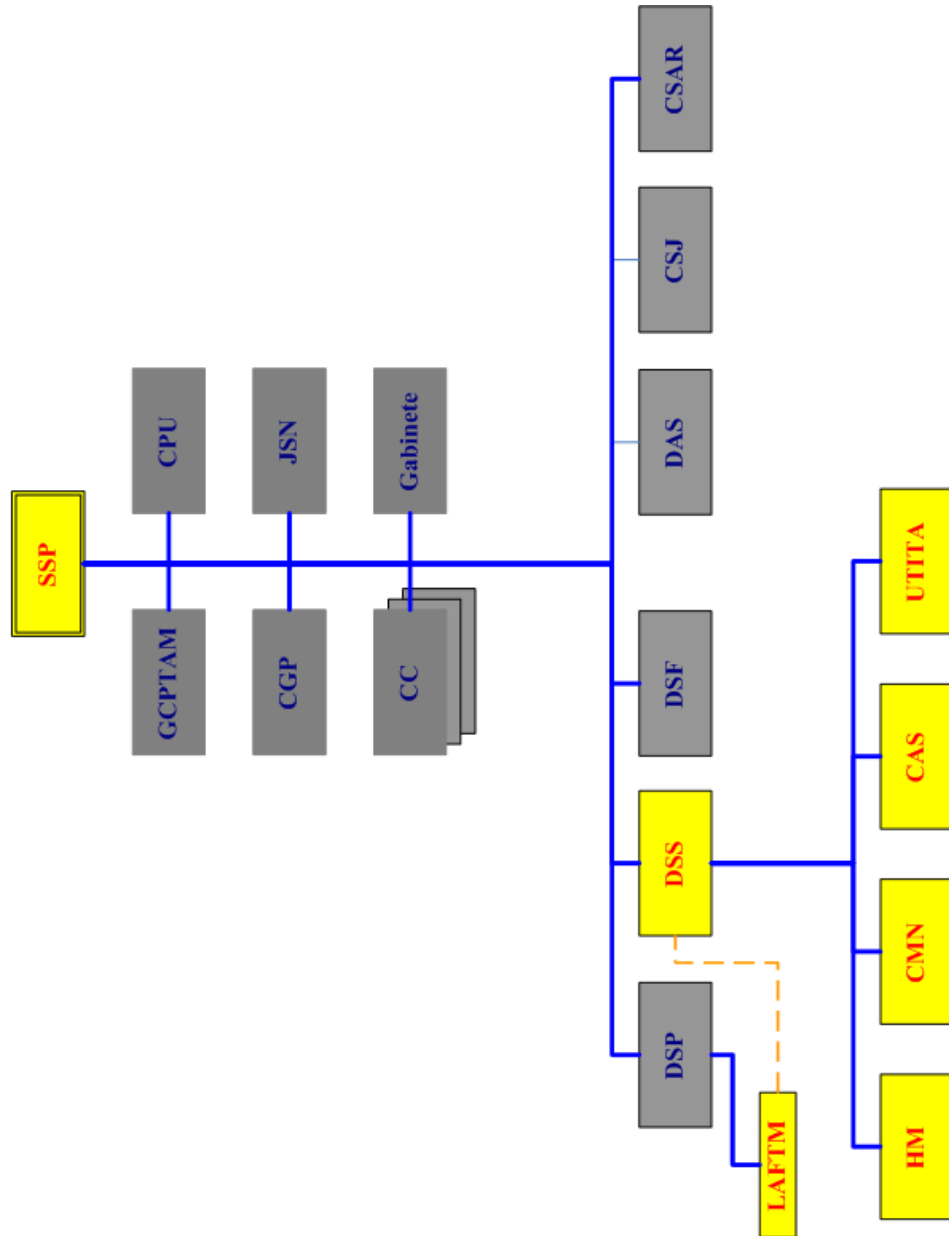 SSP
GCPTAM
CPU
CGP
JSN
CC
Gabinete
DSP
DSS
DSF
DAS
CSJ
CSAR
LAFTM
HM
CMN
CAS
UTITA